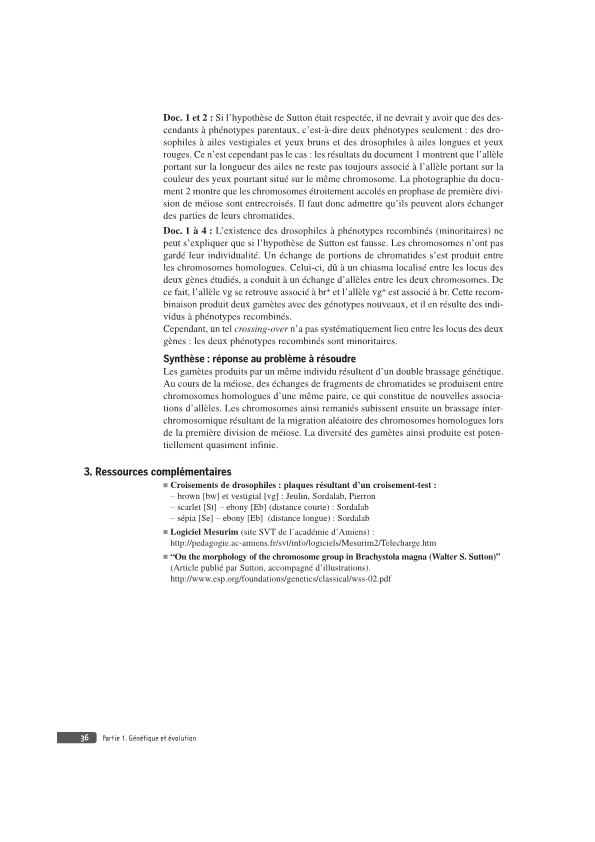 Doc. 1 et 2 : Si l’hypothèse de Sutton était respectée, il ne devrait y avoir que des des-
cendants à phénotypes parentaux, c’est-à-dire deux phénotypes seulement : des dro-
sophiles à ailes vestigiales et yeux bruns et des drosophiles à ailes longues et yeux
rouges. Ce n’est cependant pas le cas : les résultats du document 1 montrent que l’allèle
portant sur la longueur des ailes ne reste pas toujours associé à l’allèle portant sur la
couleur des yeux pourtant situé sur le même chromosome. La photographie du docu-
ment 2 montre que les chromosomes étroitement accolés en prophase de première divi-
sion de méiose sont entrecroisés. Il faut donc admettre qu’ils peuvent alors échanger
des parties de leurs chromatides.
Doc. 1 à 4 : L’existence des drosophiles à phénotypes recombinés (minoritaires) ne
peut s’expliquer que si l’hypothèse de Sutton est fausse. Les chromosomes n’ont pas
gardé leur individualité. Un échange de portions de chromatides s’est produit entre
les chromosomes homologues. Celui-ci, dû à un chiasma localisé entre les locus des
deux gènes étudiés, a conduit à un échange d’allèles entre les deux chromosomes. De
ce fait, l’allèle vg se retrouve associé à br⁺ et l’allèle vg⁺ est associé à br. Cette recom-
binaison produit deux gamètes avec des génotypes nouveaux, et il en résulte des indi-
vidus à phénotypes recombinés.
Cependant, un tel crossing-over n’a pas systématiquement lieu entre les locus des deux
gènes : les deux phénotypes recombinés sont minoritaires.
Synthèse : réponse au problème à résoudre
Les gamètes produits par un même individu résultent d’un double brassage génétique.
Au cours de la méiose, des échanges de fragments de chromatides se produisent entre
chromosomes homologues d’une même paire, ce qui constitue de nouvelles associa-
tions d’allèles. Les chromosomes ainsi remaniés subissent ensuite un brassage inter-
chromosomique résultant de la migration aléatoire des chromosomes homologues lors
de la première division de méiose. La diversité des gamètes ainsi produite est poten-
tiellement quasiment infinie.
3. Ressources complémentaires
■ Croisements de drosophiles : plaques résultant d’un croisement-test :
– brown [bw] et vestigial [vg] : Jeulin, Sordalab, Pierron
– scarlet [St] – ebony [Eb] (distance courte) : Sordalab
– sépia [Se] – ebony [Eb] (distance longue) : Sordalab
■ Logiciel Mesurim (site SVT de l’académie d’Amiens) :
http://pedagogie.ac-amiens.fr/svt/info/logiciels/Mesurim2/Telecharge.htm
■ “On the morphology of the chromosome group in Brachystola magna (Walter S. Sutton)”
(Article publié par Sutton, accompagné d’illustrations).
http://www.esp.org/foundations/genetics/classical/wss-02.pdf
36 Partie 1. Génétique et évolution